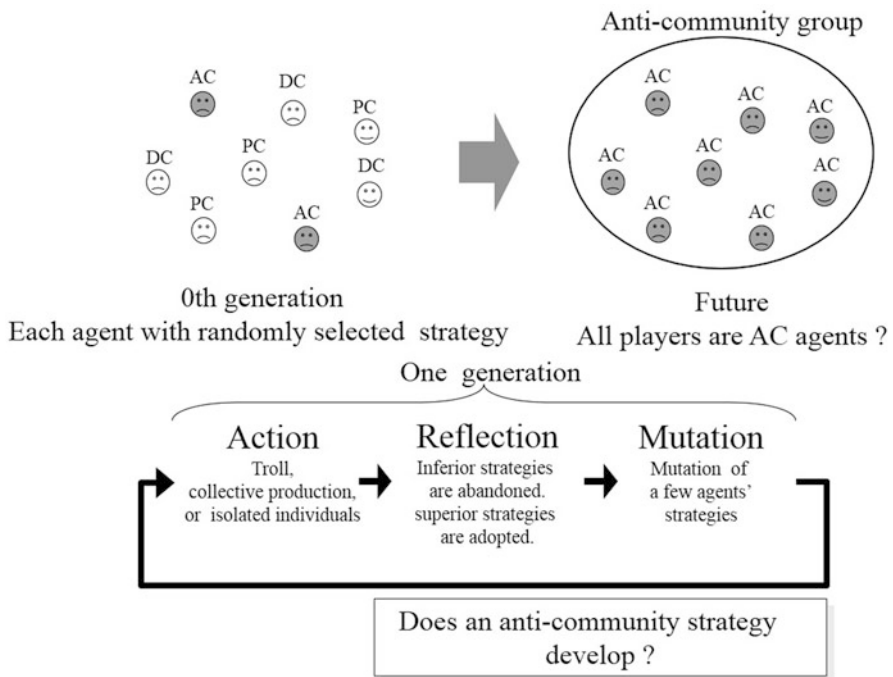 Anti-community group
AC
DC
PC
DC
PC
DC
PC
AC
AC
AC
AC
AC
AC
AC
AC
AC
0th generation
Each agent with randomly selected strategy
Future
All players are AC agents ?
One generation
Action
Troll,
collective production,
or isolated individuals
Reflection
Inferior strategies
are abandoned.
superior strategies
are adopted.
Mutation
Mutation of
a few agents’
strategies
Does an anti-community strategy
develop ?